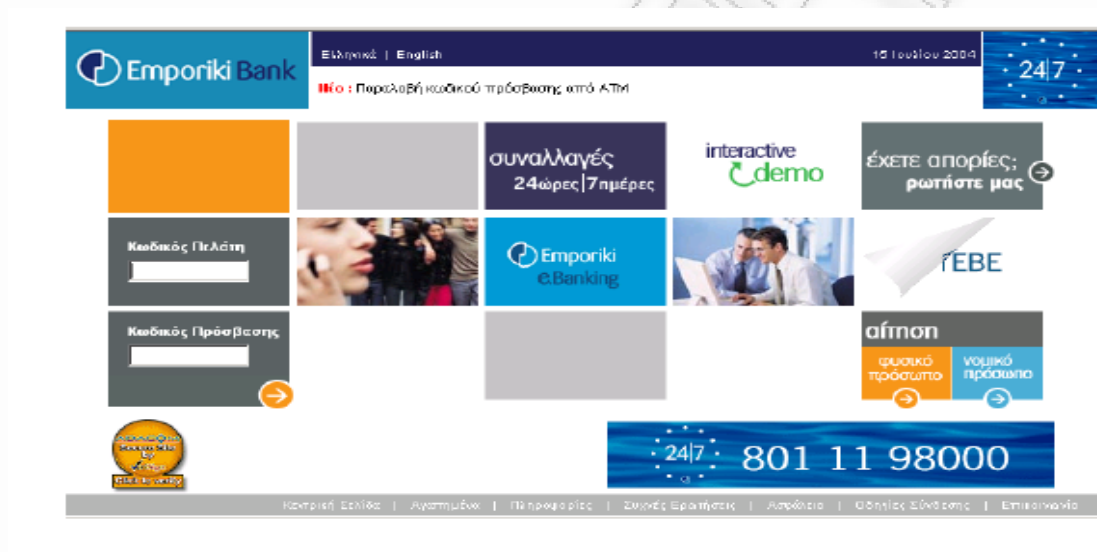 Emporiki Bank
Ελληνικά | English
15 Ιουλίου 2004
24|7
Νέο : Παραλαβή κωδικού πρόσβασης από ATM
συναλλαγές
24ώρες|7ημέρες
interactive
demo
έχετε απορίες;
ρωτήστε μας
Κωδικός Πελάτη
Emporiki
e.Banking
ΤΕΒΕ
Κωδικός Πρόσβασης
αίτηση
φυσικό
πρόσωπο
νομικό
πρόσωπο
24|7
801 11 98000
Κεντρική Σελίδα | Αγαπημένα | Πληροφορίες | Συχνές Ερωτήσεις | Ασφάλεια | Οδηγίες Σύνδεσης | Επικοινωνία